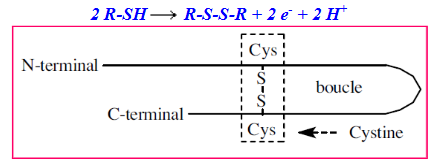 2 R-SH → R-S-S-R + 2 e⁻ + 2 H⁺
Cys
N-terminal
S
boucle
S
C-terminal
Cys
Cystine